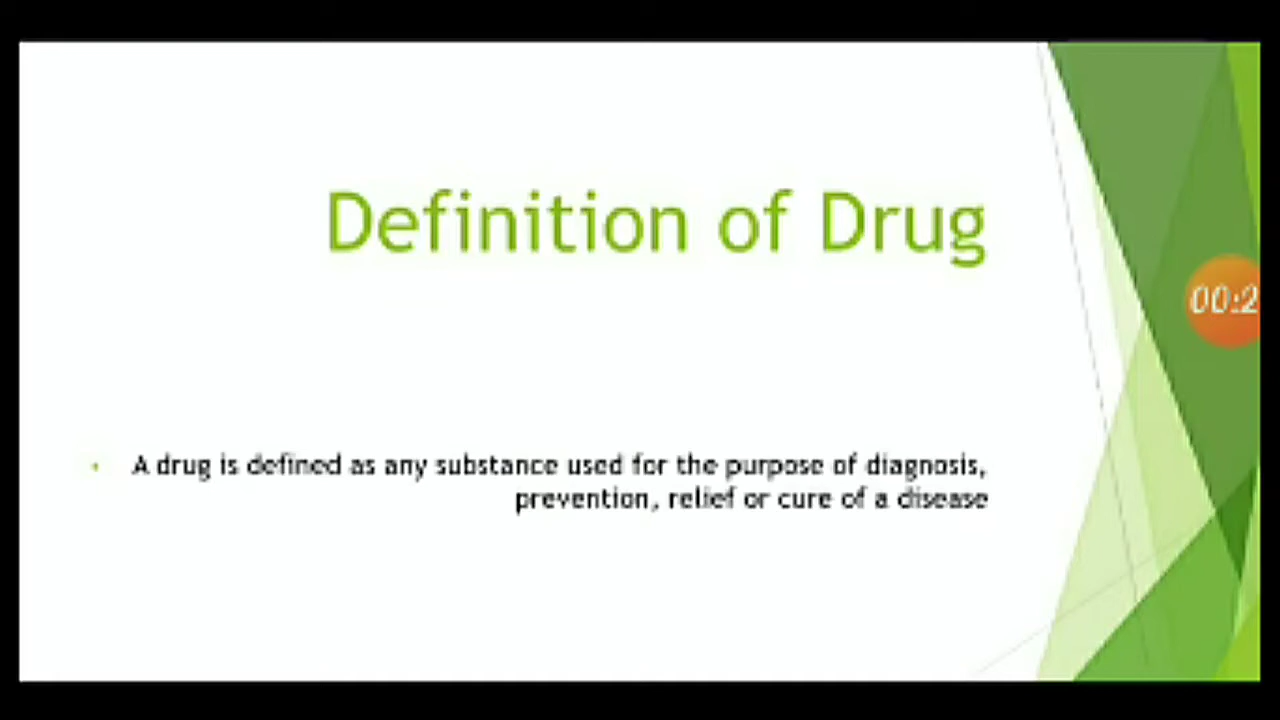 Definition of Drug
00:2
• A drug is defined as any substance used for the purpose of diagnosis,
prevention, relief or cure of a disease